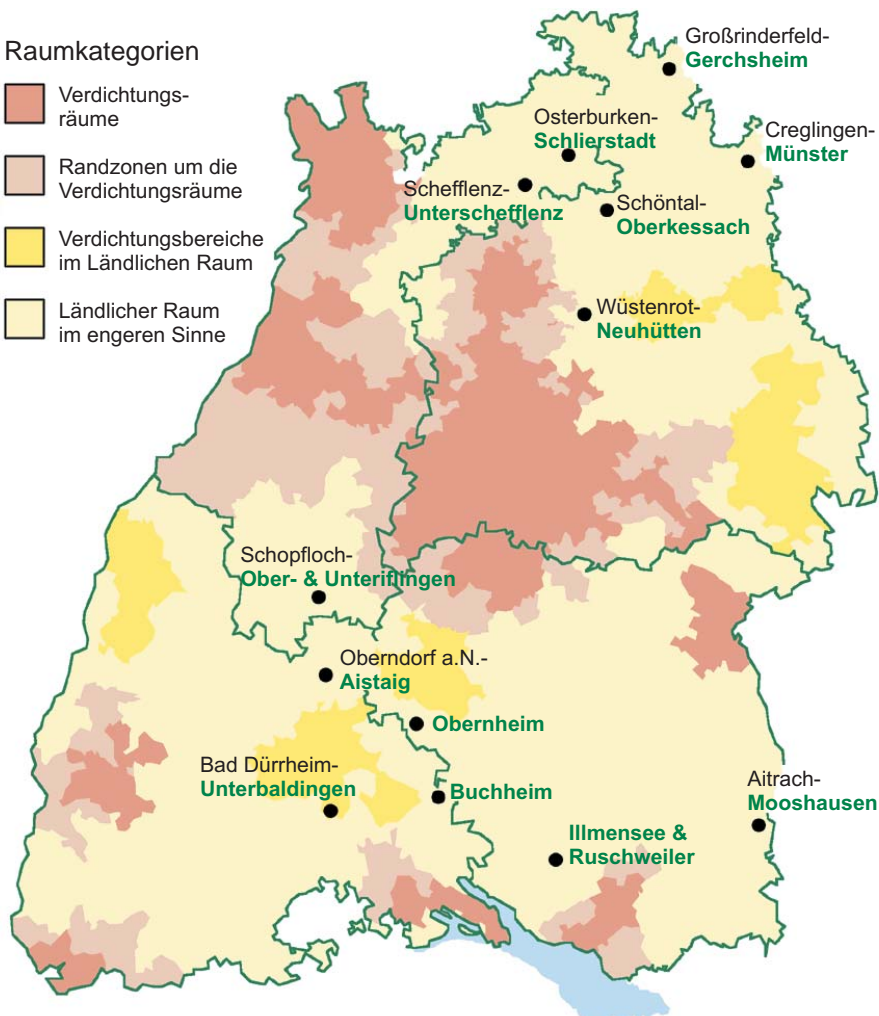 Raumkategorien
Verdichtungs-
räume
Randzonen um die
Verdichtungsräume
Verdichtungsbereiche
im Ländlichen Raum
Ländlicher Raum
im engeren Sinne
Großrinderfeld-
Gerchsheim
Osterburken-
Schlierstadt
Creglingen-
Münster
Schefflenz-
Unterschefflenz
Schöntal-
Oberkessach
Wüstenrot-
Neuhütten
Schopfloch-
Ober- & Unteriflingen
Oberndorf a.N.-
Aistaig
Obernheim
Bad Dürrheim-
Unterbaldingen
Buchheim
Aitrach-
Mooshausen
Illmensee &
Ruschweiler